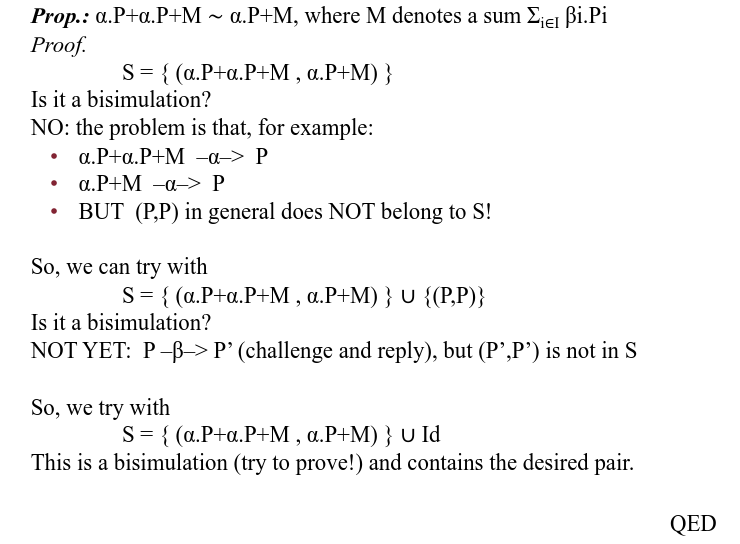 Prop.: α.P+α.P+M ~ α.P+M, where M denotes a sum Σi∈I βi.Pi
Proof.
S = { (α.P+α.P+M , α.P+M) }
Is it a bisimulation?
NO: the problem is that, for example:
• α.P+α.P+M –α–> P
• α.P+M –α–> P
• BUT (P,P) in general does NOT belong to S!
So, we can try with
S = { (α.P+α.P+M , α.P+M) } ∪ {(P,P)}
Is it a bisimulation?
NOT YET: P –β–> P’ (challenge and reply), but (P’,P’) is not in S
So, we try with
S = { (α.P+α.P+M , α.P+M) } ∪ Id
This is a bisimulation (try to prove!) and contains the desired pair.
QED